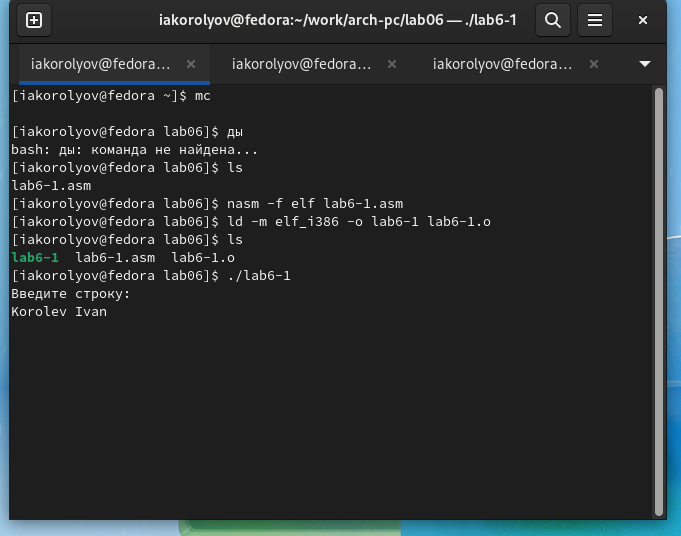 iakorolyov@fedora:~/work/arch-pc/lab06 — ./lab6-1
iakorolyov@fedora... iakorolyov@fedora... iakorolyov@fedora...
[iakorolyov@fedora ~]$ mc
[iakorolyov@fedora lab06]$ ды
bash: ды: команда не найдена...
[iakorolyov@fedora lab06]$ ls
lab6-1.asm
[iakorolyov@fedora lab06]$ nasm -f elf lab6-1.asm
[iakorolyov@fedora lab06]$ ld -m elf_i386 -o lab6-1 lab6-1.o
[iakorolyov@fedora lab06]$ ls
lab6-1  lab6-1.asm  lab6-1.o
[iakorolyov@fedora lab06]$ ./lab6-1
Введите строку:
Korolev Ivan